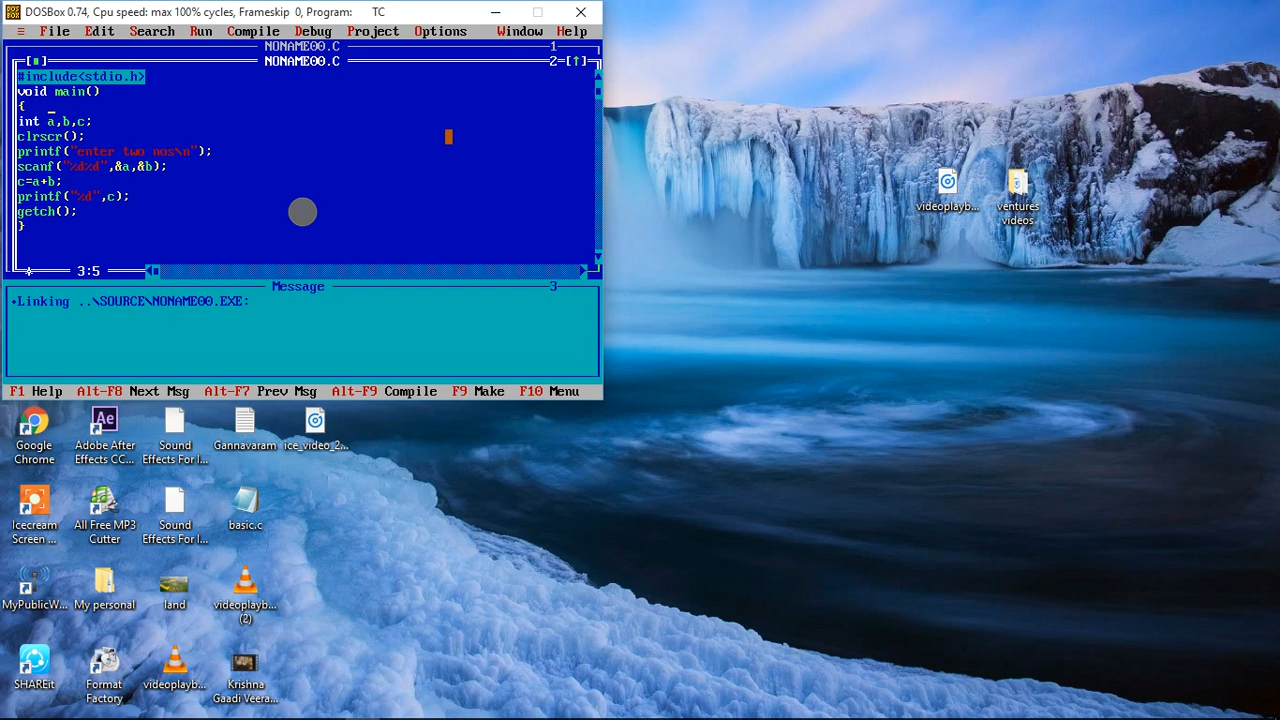 DOSBox 0.74, Cpu speed: max 100% cycles, Frameskip 0, Program: TC
≡ File Edit Search Run Compile Debug Project Options Window Help
NONAME00.C 1
[■] NONAME00.C 2=[↑]
#include<stdio.h>
void main()
{
int a,b,c;
clrscr();
printf("enter two nos\n");
scanf("%d%d",&a,&b);
c=a+b;
printf("%d",c);
getch();
}
* 3:5
Message 3
•Linking ..\SOURCE\NONAME00.EXE:
F1 Help Alt-F8 Next Msg Alt-F7 Prev Msg Alt-F9 Compile F9 Make F10 Menu
videoplayb...
ventures
videos
Google
Chrome
Adobe After
Effects CC...
Sound
Effects For I...
Gannavaram
ice_video_2...
Icecream
Screen ...
All Free MP3
Cutter
Sound
Effects For I...
basic.c
MyPublicW...
My personal
land
videoplayb...
(2)
SHAREit
Format
Factory
videoplayb...
Krishna
Gaadi Veera...
Ae